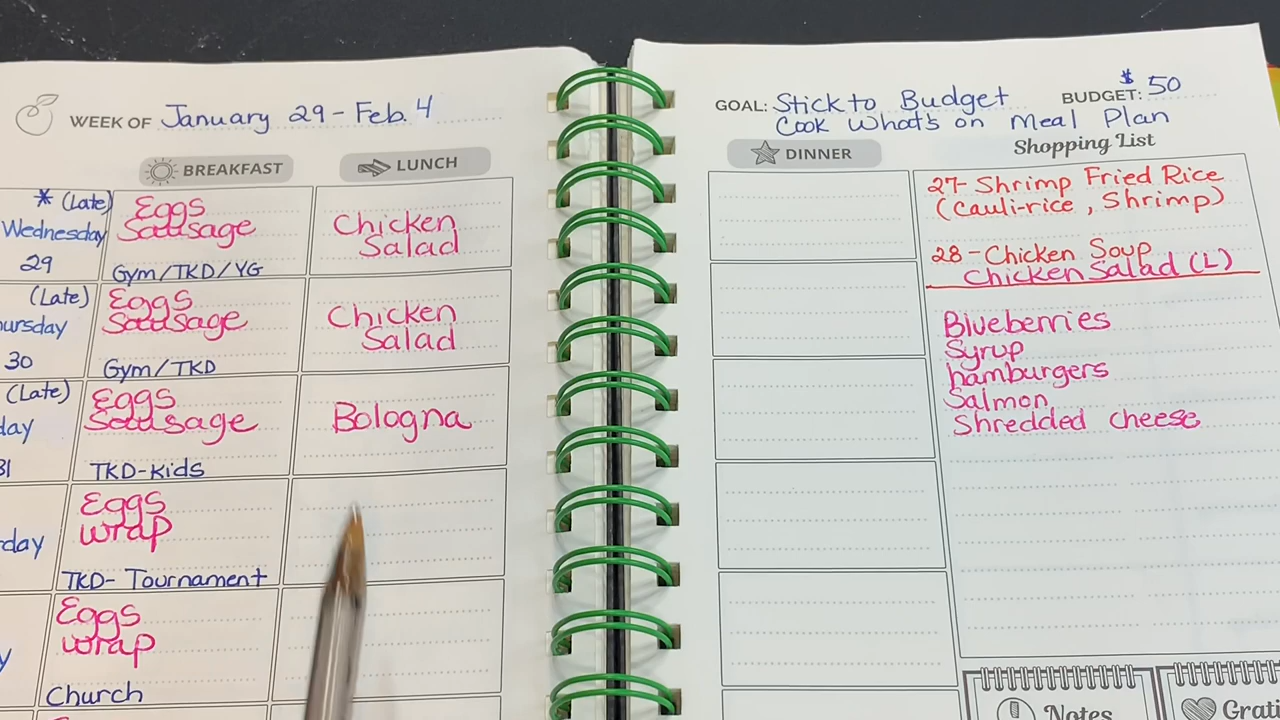 WEEK OF January 29 - Feb. 4
BREAKFAST
LUNCH
* (Late)
Wednesday
29
Eggs
Sausage
Gym/TKD/YG
Chicken
Salad
(Late)
ursday
30
Eggs
Sausage
Gym/TKD
Chicken
Salad
(Late)
day
31
Eggs
Sausage
TKD-Kids
Bologna
rday
Eggs
wrap
TKD- Tournament
y
Eggs
wrap
Church
GOAL: Stick to Budget
Cook What's on Meal Plan
BUDGET: $50
DINNER
Shopping List
27- Shrimp Fried Rice
(Cauli-rice, Shrimp)
28-Chicken Soup
Chicken Salad (L)
Blueberries
Syrup
hamburgers
Salmon
Shredded cheese
Notes
Grati